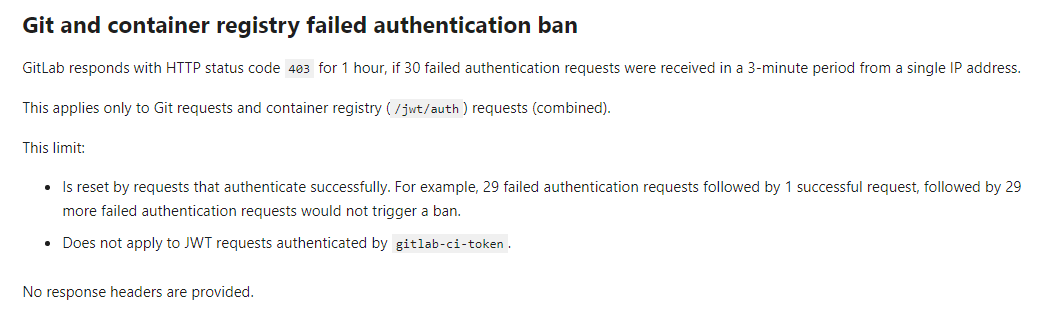 Git and container registry failed authentication ban
GitLab responds with HTTP status code 403 for 1 hour, if 30 failed authentication requests were received in a 3-minute period from a single IP address.
This applies only to Git requests and container registry (/jwt/auth) requests (combined).
This limit:
• Is reset by requests that authenticate successfully. For example, 29 failed authentication requests followed by 1 successful request, followed by 29
more failed authentication requests would not trigger a ban.
• Does not apply to JWT requests authenticated by gitlab-ci-token.
No response headers are provided.